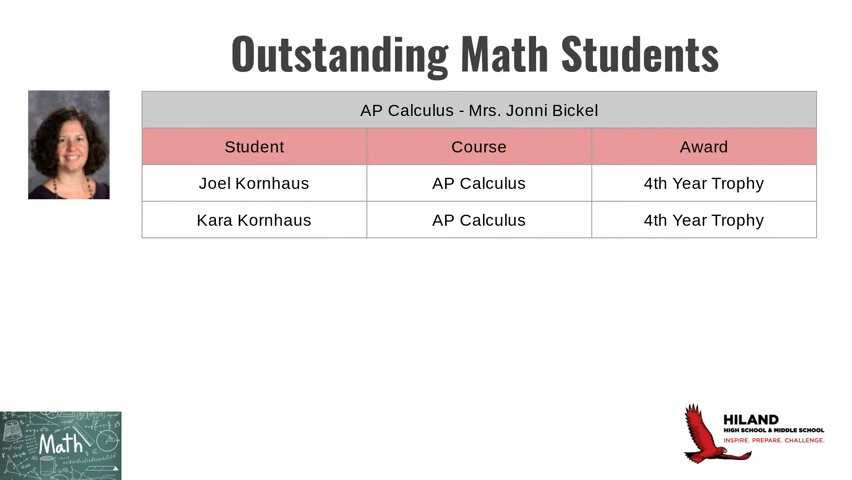 Outstanding Math Students
AP Calculus - Mrs. Jonni Bickel
Student Course Award
Joel Kornhaus AP Calculus 4th Year Trophy
Kara Kornhaus AP Calculus 4th Year Trophy
Math
HILAND
HIGH SCHOOL & MIDDLE SCHOOL
INSPIRE. PREPARE. CHALLENGE.